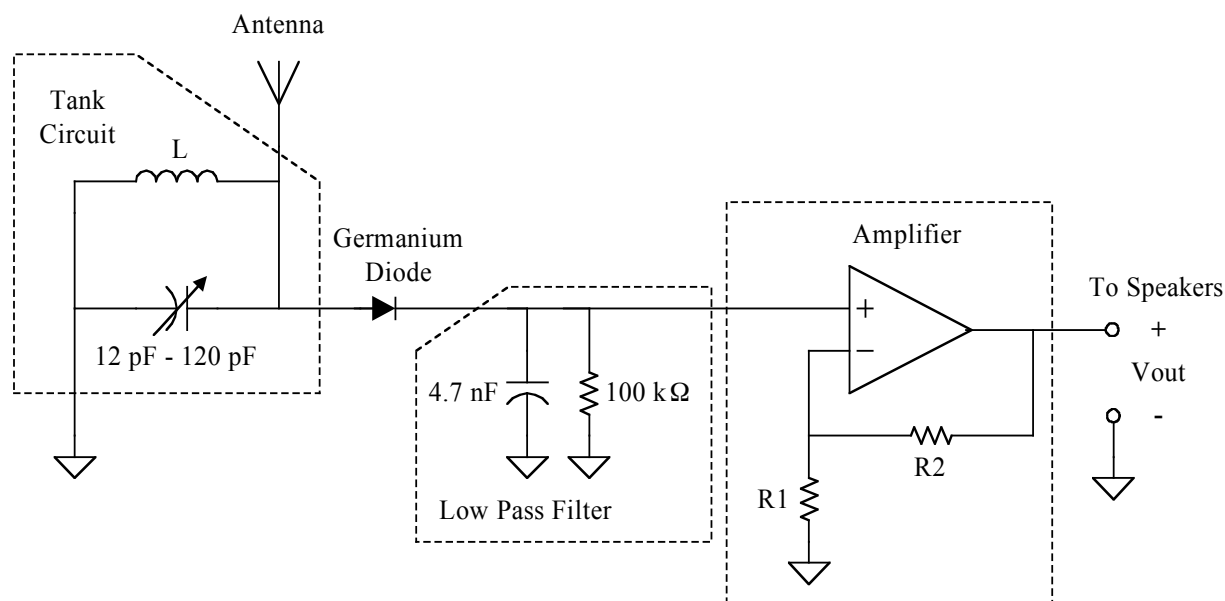 Antenna
Tank
Circuit
L
12 pF - 120 pF
Germanium
Diode
4.7 nF
100 kΩ
Low Pass Filter
Amplifier
+
−
R2
R1
To Speakers
+
Vout
-